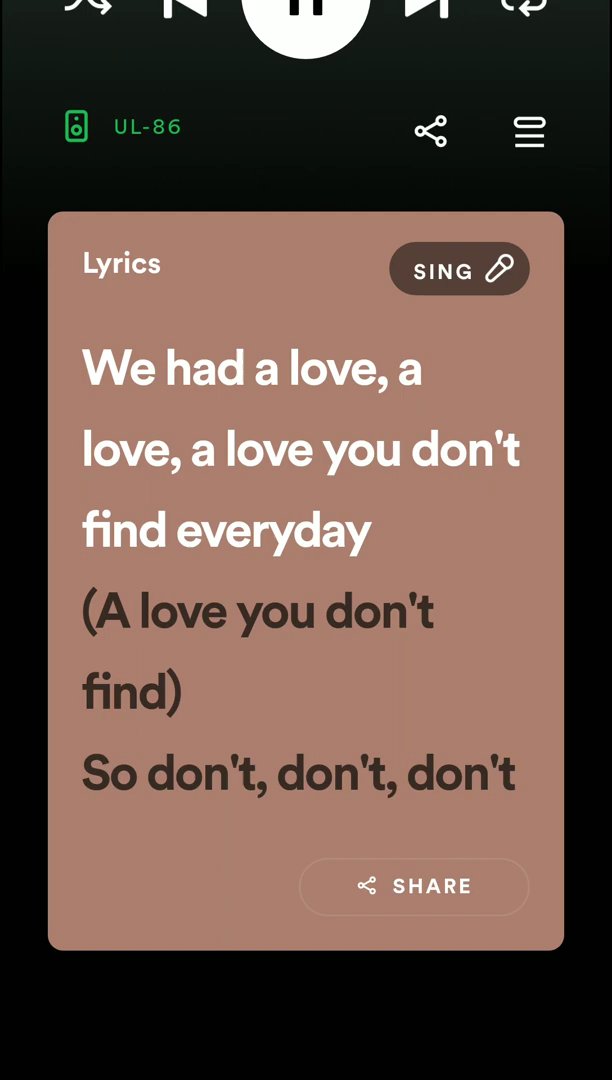 UL-86
Lyrics
SING
We had a love, a
love, a love you don't
find everyday
(A love you don't
find)
So don't, don't, don't
SHARE